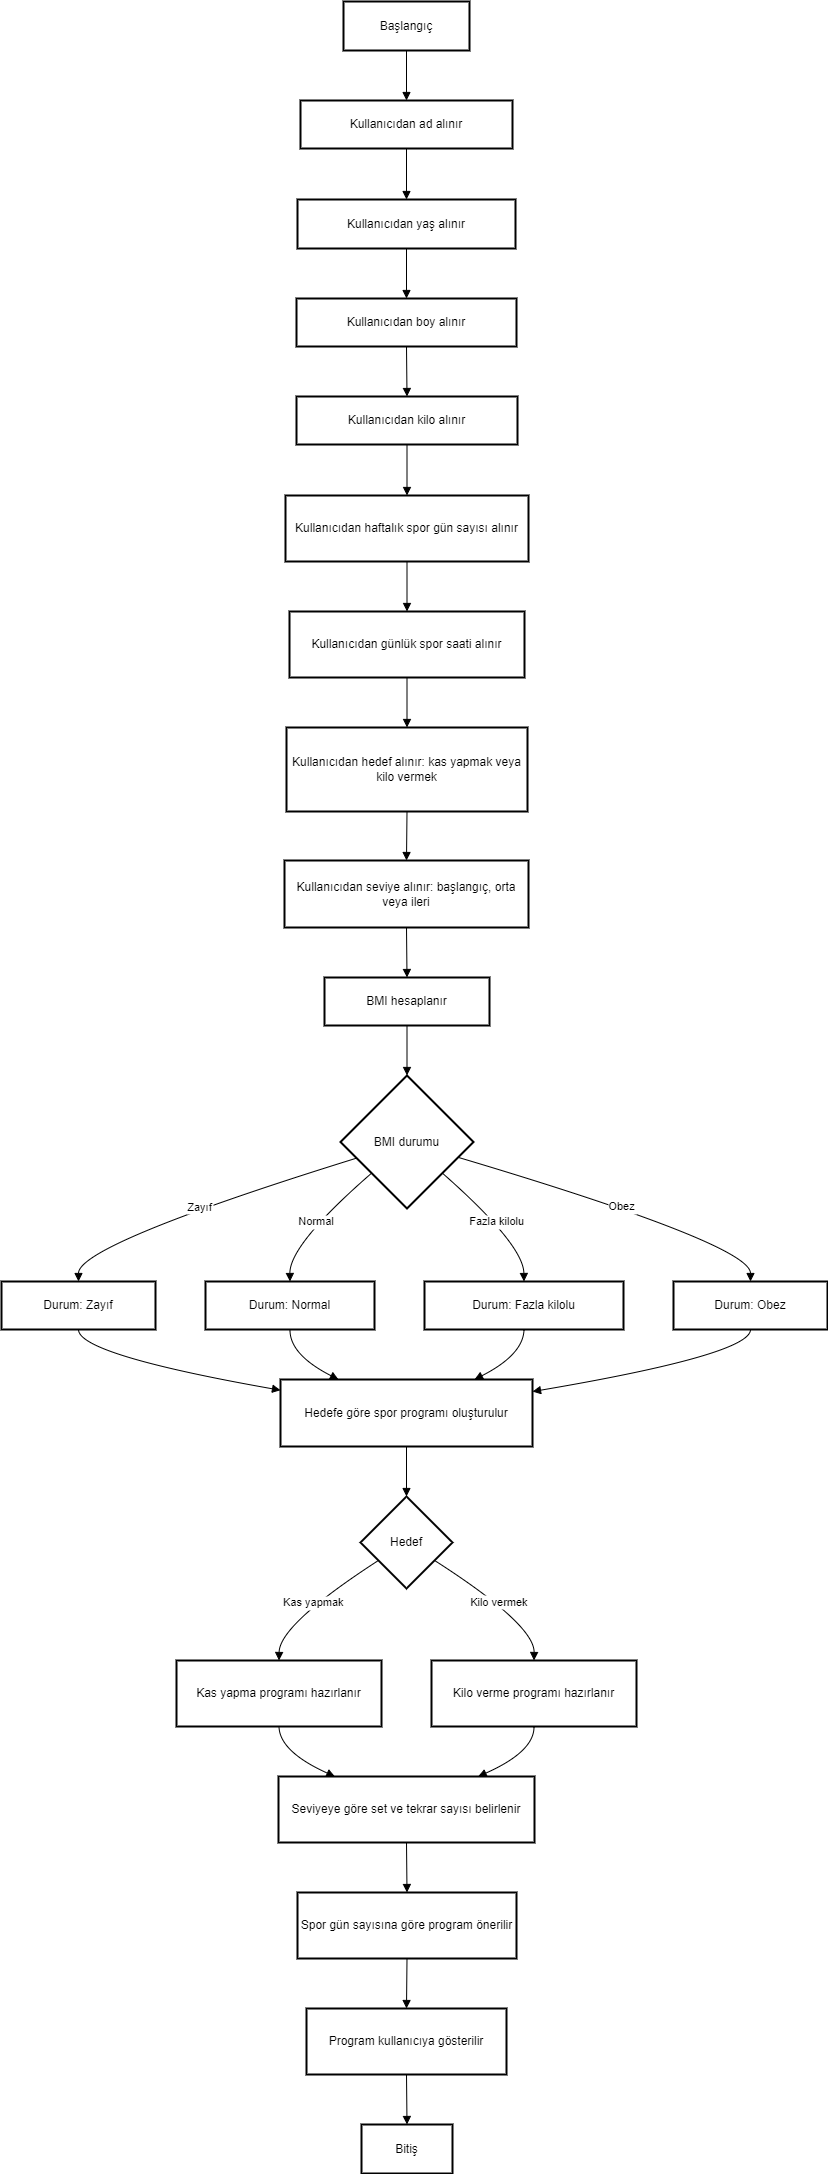 Başlangıç
Kullanıcıdan ad alınır
Kullanıcıdan yaş alınır
Kullanıcıdan boy alınır
Kullanıcıdan kilo alınır
Kullanıcıdan haftalık spor gün sayısı alınır
Kullanıcıdan günlük spor saati alınır
Kullanıcıdan hedef alınır: kas yapmak veya
kilo vermek
Kullanıcıdan seviye alınır: başlangıç, orta
veya ileri
BMI hesaplanır
BMI durumu
Zayıf
Normal
Fazla kilolu
Obez
Durum: Zayıf
Durum: Normal
Durum: Fazla kilolu
Durum: Obez
Hedefe göre spor programı oluşturulur
Hedef
Kas yapmak
Kilo vermek
Kas yapma programı hazırlanır
Kilo verme programı hazırlanır
Seviyeye göre set ve tekrar sayısı belirlenir
Spor gün sayısına göre program önerilir
Program kullanıcıya gösterilir
Bitiş